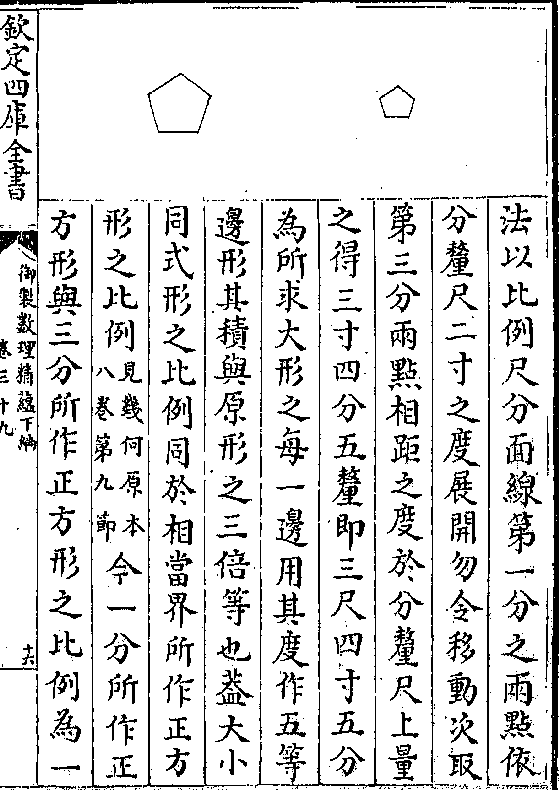 法以比例尺分面線第一分之兩點依
分釐尺二寸之度展開勿令移動次取
第三分兩點相距之度於分釐尺上量
之得三寸四分五釐即三尺四寸五分
為所求大形之每一邊用其度作五等
邊形其積與原形之三倍等也蓋大小
同式形之比例同於相當界所作正方
形之比例見幾何原本八卷第九節今一分所作正
方形與三分所作正方形之比例為一
欽定四庫全書
御製數理精蘊下編
卷三十九
十六